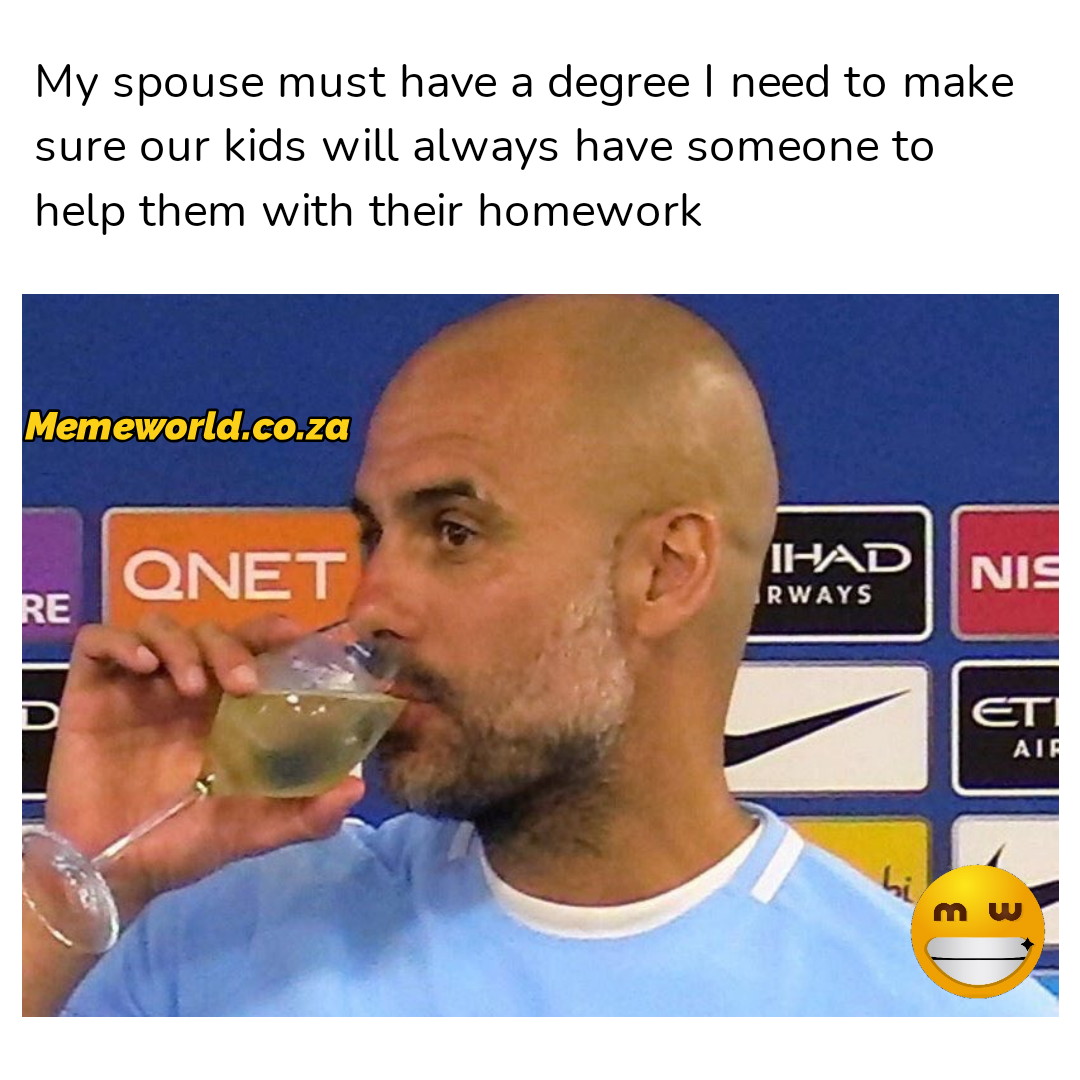 My spouse must have a degree I need to make
sure our kids will always have someone to
help them with their homework
Memeworld.co.za
QNET
IHAD
RWAYS
NIS
RE
D
ETI
AIR
bi
m w